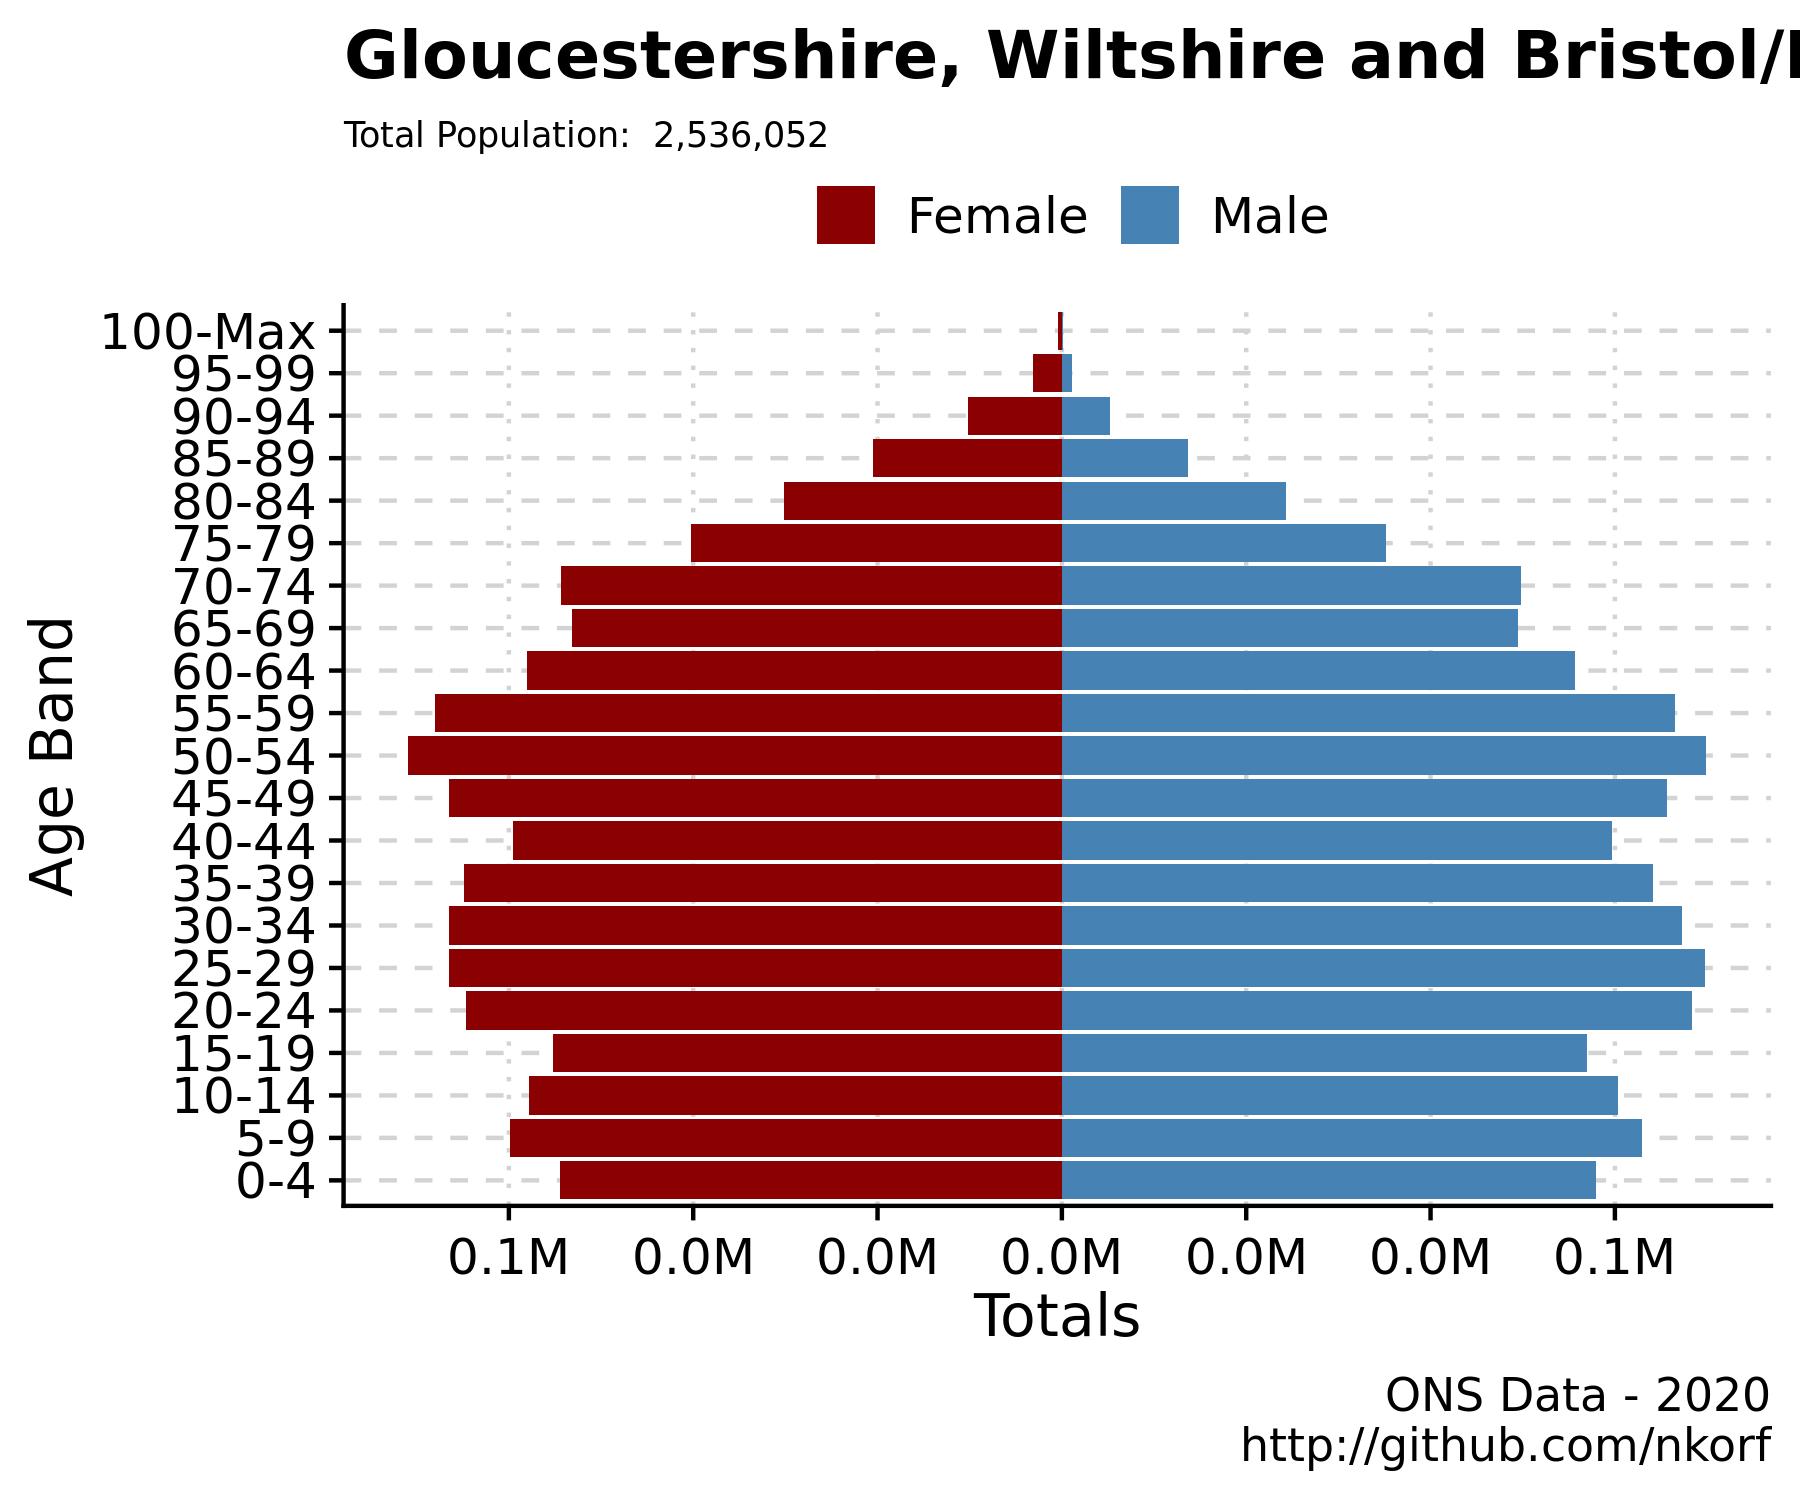 Gloucestershire, Wiltshire and Bristol/
Total Population: 2,536,052
Female Male
100-Max
95-99
90-94
85-89
80-84
75-79
70-74
65-69
60-64
55-59
50-54
45-49
40-44
35-39
30-34
25-29
20-24
15-19
10-14
5-9
0-4
Age Band
0.1M 0.0M 0.0M 0.0M 0.0M 0.0M 0.1M
Totals
ONS Data - 2020
http://github.com/nkorf